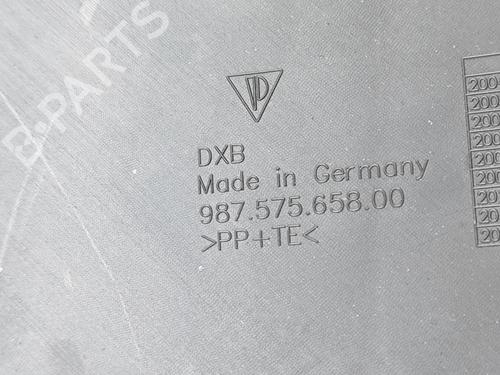 B-PARTS
DXB
Made in Germany
987.575.658.00
>PP+TE<